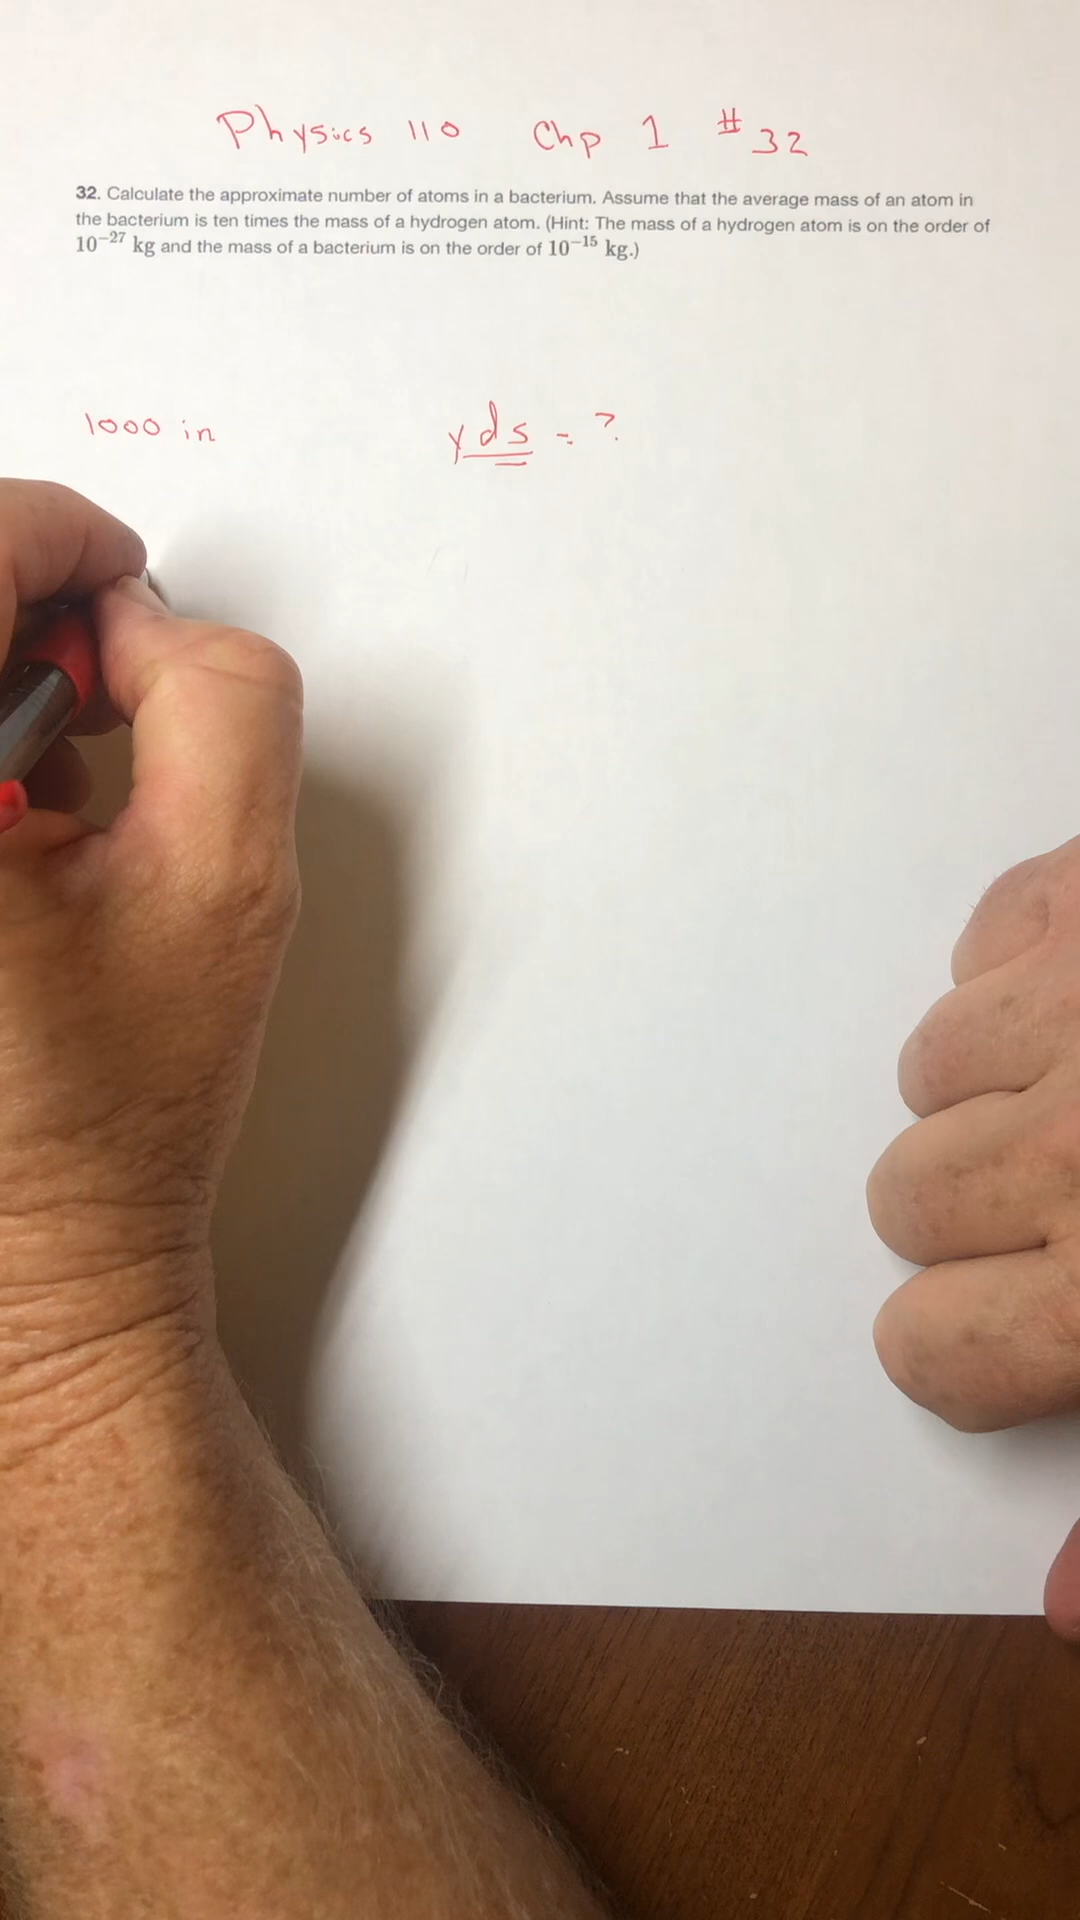 Physics 110 Chp 1 # 32
32. Calculate the approximate number of atoms in a bacterium. Assume that the average mass of an atom in
the bacterium is ten times the mass of a hydrogen atom. (Hint: The mass of a hydrogen atom is on the order of
10⁻²⁷ kg and the mass of a bacterium is on the order of 10⁻¹⁵ kg.)
1000 in yds = ?